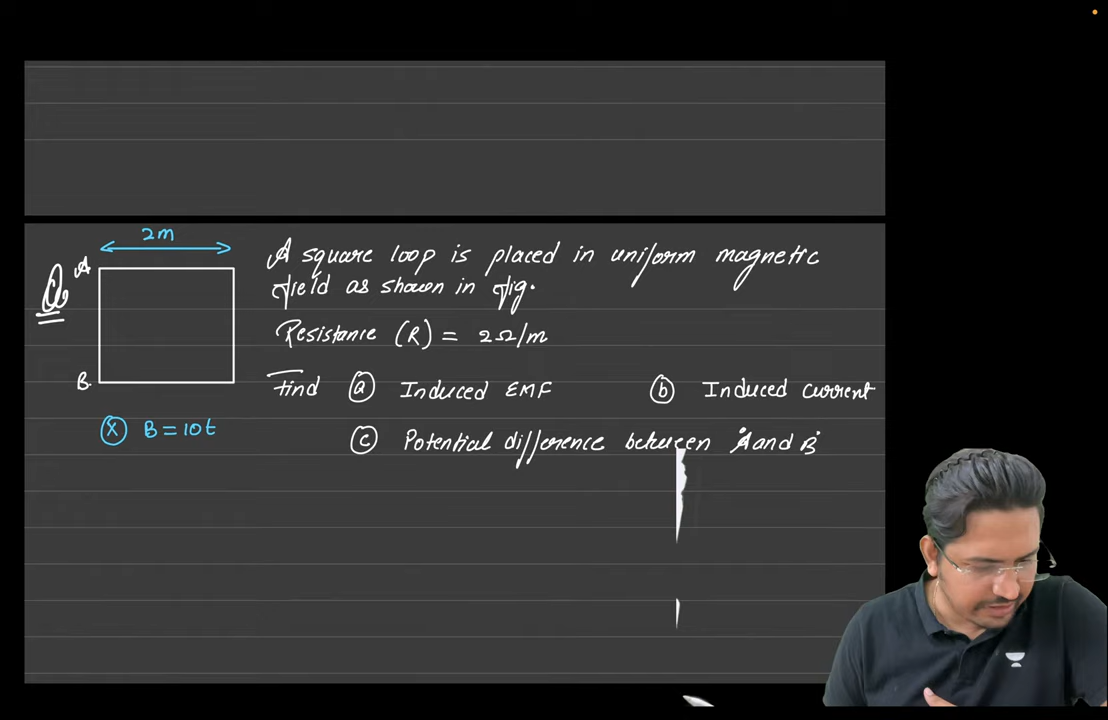 2m
A
Q
B
A square loop is placed in uniform magnetic
field as shown in fig.
Resistance (R) = 2Ω/m
Find (a) Induced EMF (b) Induced current
(x) B = 10t
(c) Potential difference between A and B